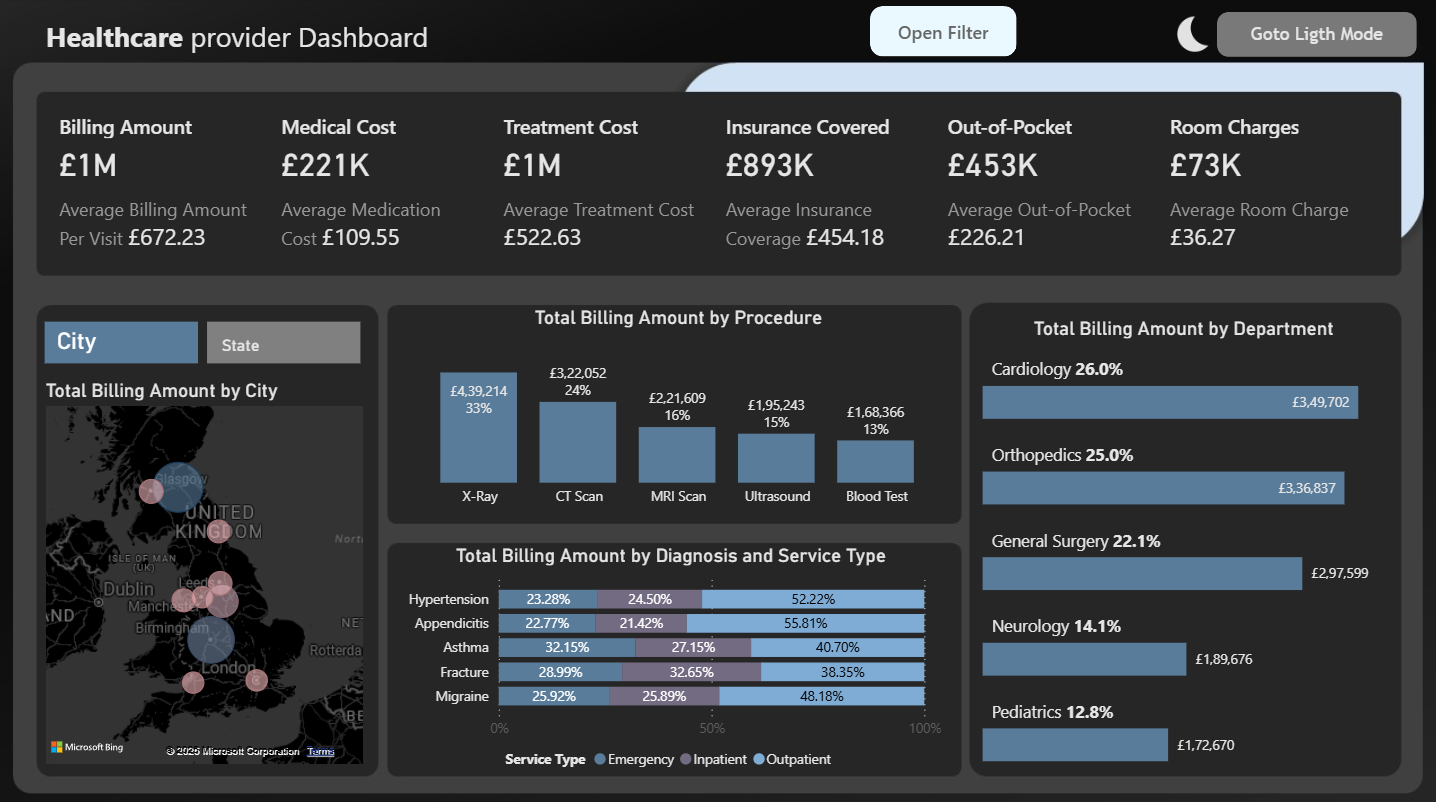 Healthcare provider Dashboard
Open Filter
Goto Ligth Mode
Billing Amount
£1M
Average Billing Amount
Per Visit £672.23
Medical Cost
£221K
Average Medication
Cost £109.55
Treatment Cost
£1M
Average Treatment Cost
£522.63
Insurance Covered
£893K
Average Insurance
Coverage £454.18
Out-of-Pocket
£453K
Average Out-of-Pocket
£226.21
Room Charges
£73K
Average Room Charge
£36.27
City
State
Total Billing Amount by City
Glasgow
UNITED
KINGDOM
North
ISLE OF MAN
(UK)
Leeds
Dublin
Manchester
AND
Birmingham
NE
Rotterda
London
BE
Microsoft Bing
© 2025 Microsoft Corporation Terms
Total Billing Amount by Procedure
£4,39,214
33%
£3,22,052
24%
£2,21,609
16%
£1,95,243
15%
£1,68,366
13%
X-Ray
CT Scan
MRI Scan
Ultrasound
Blood Test
Total Billing Amount by Diagnosis and Service Type
Hypertension 23.28% 24.50% 52.22%
Appendicitis 22.77% 21.42% 55.81%
Asthma 32.15% 27.15% 40.70%
Fracture 28.99% 32.65% 38.35%
Migraine 25.92% 25.89% 48.18%
0% 50% 100%
Service Type Emergency Inpatient Outpatient
Total Billing Amount by Department
Cardiology 26.0%
£3,49,702
Orthopedics 25.0%
£3,36,837
General Surgery 22.1%
£2,97,599
Neurology 14.1%
£1,89,676
Pediatrics 12.8%
£1,72,670